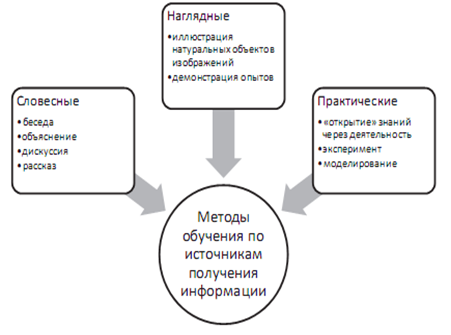 Наглядные
•иллюстрация
натуральных объектов
изображений
•демонстрация опытов
Словесные
•беседа
•объяснение
•дискуссия
•рассказ
Практические
•«открытие» знаний
через деятельность
•эксперимент
•моделирование
Методы
обучения по
источникам
получения
информации